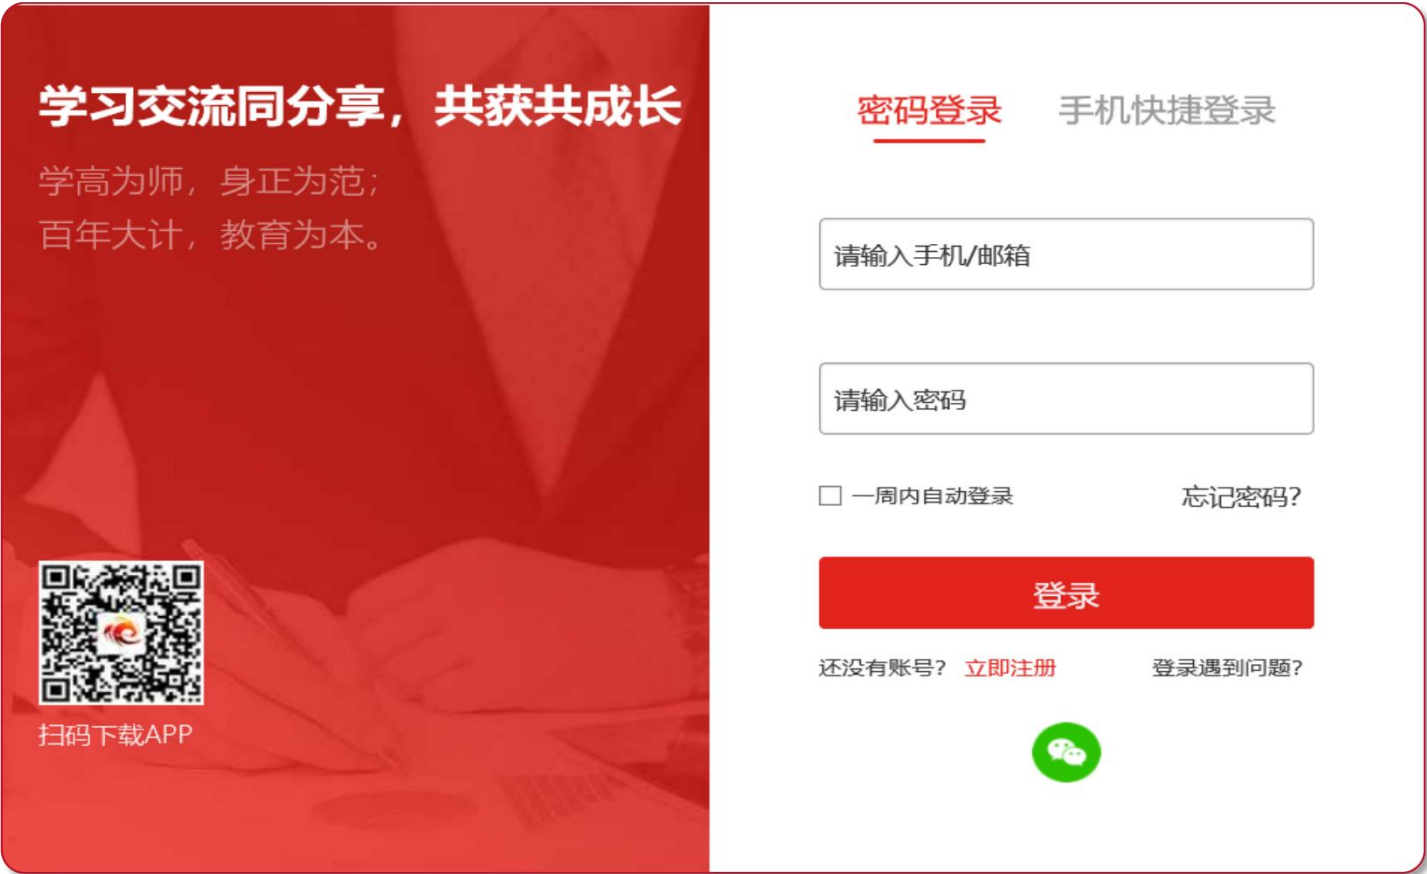 学习交流同分享，共获共成长
学高为师，身正为范；
百年大计，教育为本。
扫码下载APP
密码登录 手机快捷登录
请输入手机/邮箱
请输入密码
一周内自动登录 忘记密码?
登录
还没有账号? 立即注册 登录遇到问题?